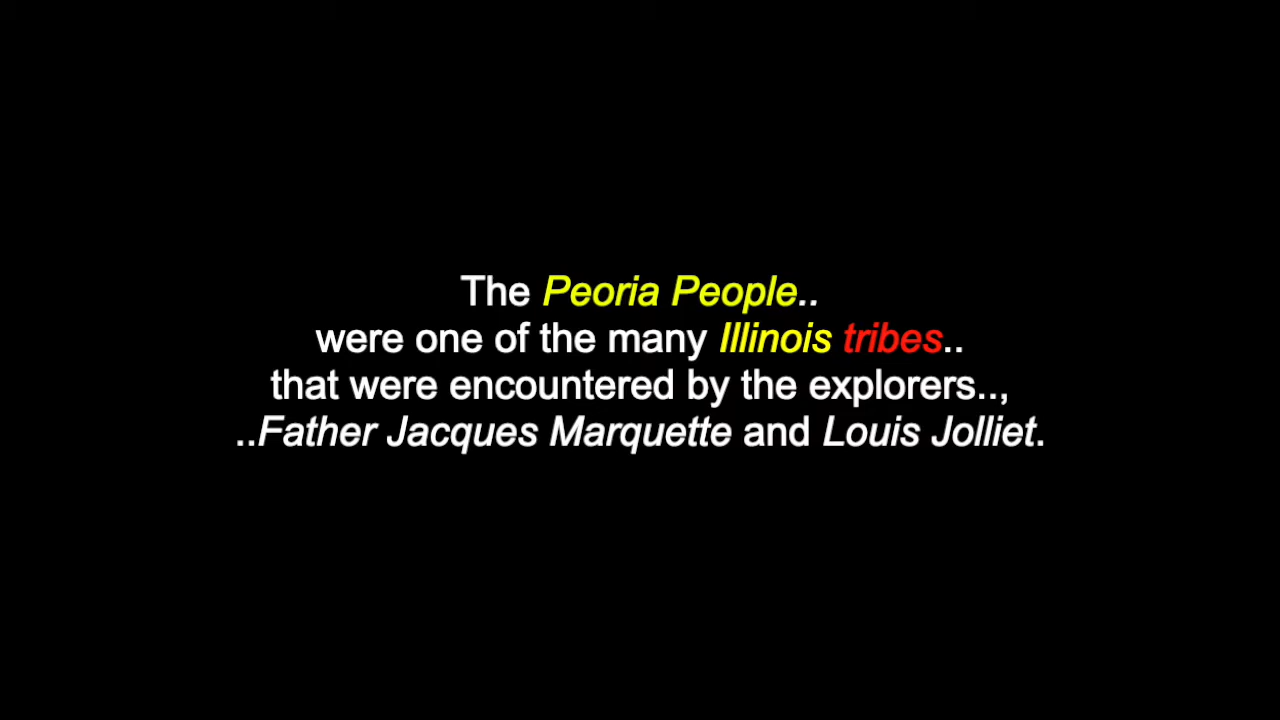 The Peoria People..
were one of the many Illinois tribes..
that were encountered by the explorers..,
..Father Jacques Marquette and Louis Jolliet.